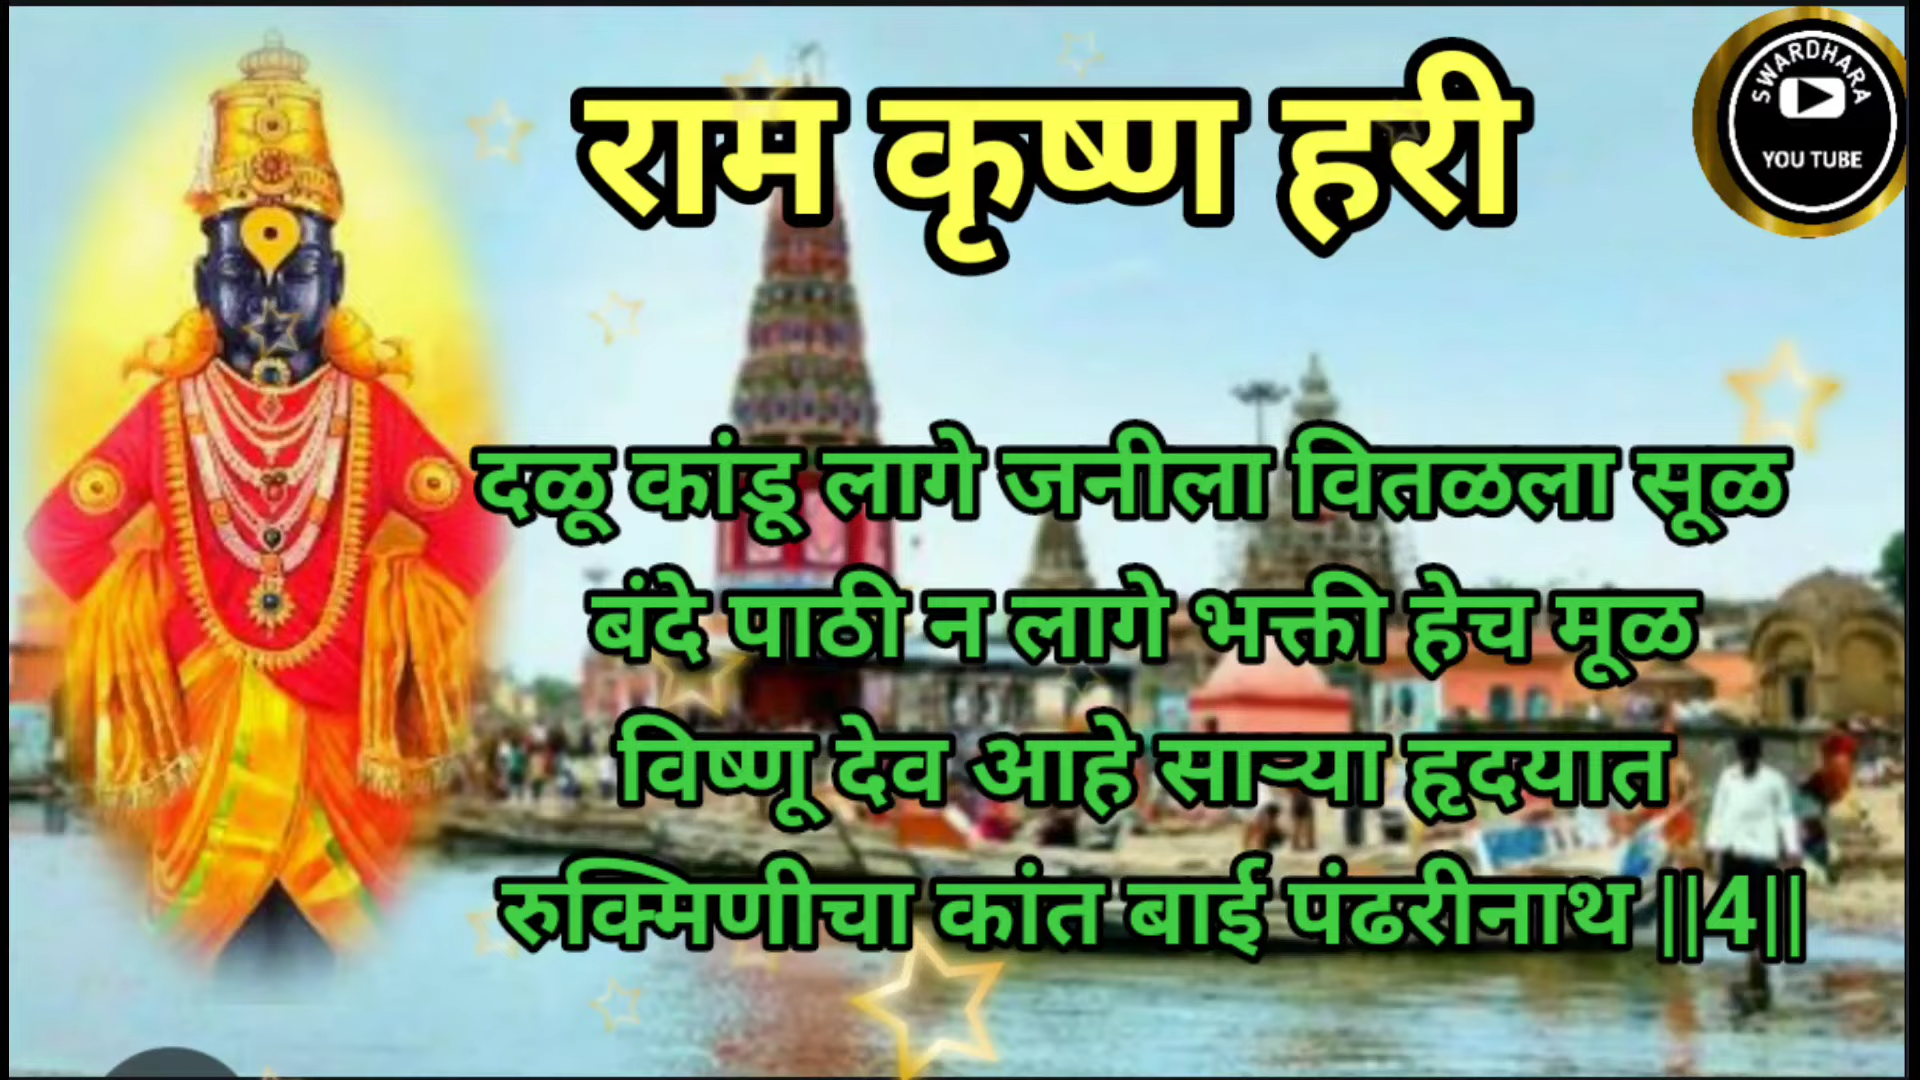 राम कृष्ण हरी
SWARDHARA
YOU TUBE
दळू कांडू लागे जनीला वितळला सूळ
बंदे पाठी न लागे भक्ती हेच मूळ
विष्णू देव आहे साऱ्या हृदयात
रुक्मिणीचा कांत बाई पंढरीनाथ ||4||